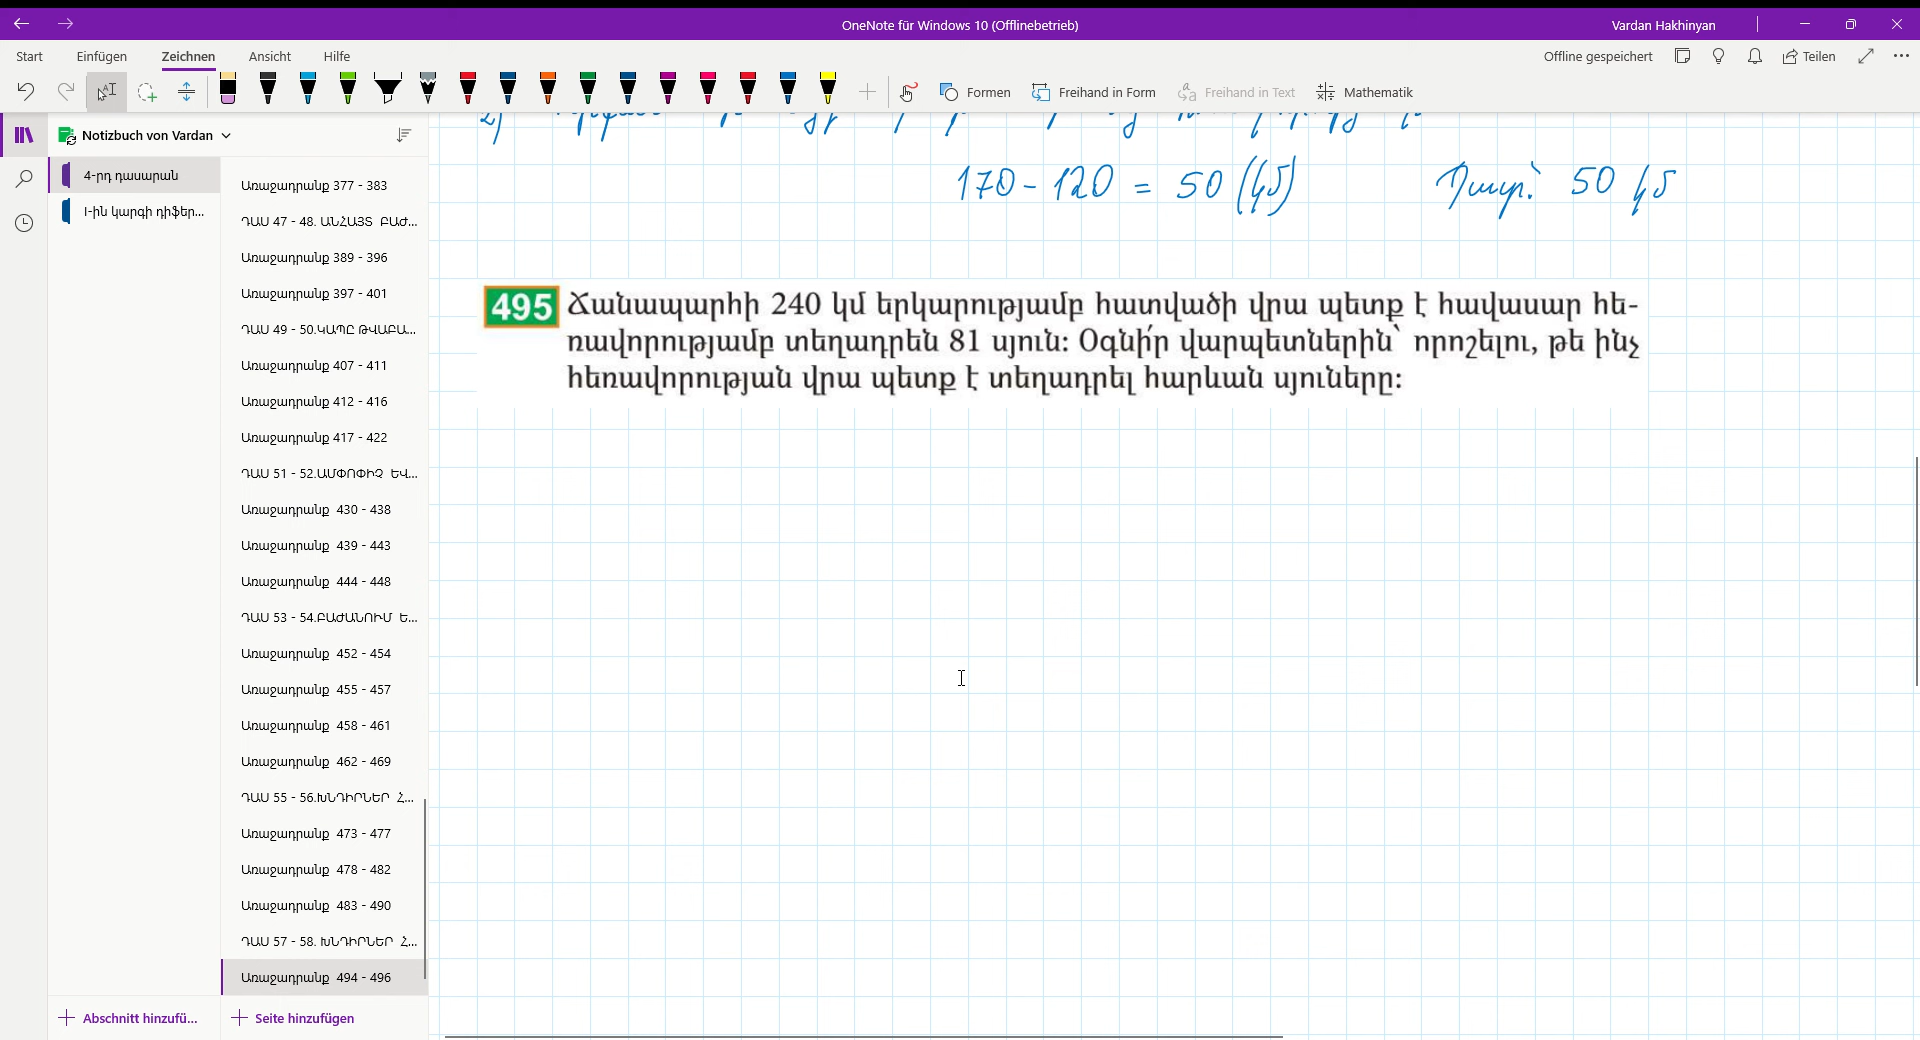 OneNote für Windows 10 (Offlinebetrieb)
Vardan Hakhinyan
Start Einfügen Zeichnen Ansicht Hilfe
Offline gespeichert
Teilen
Formen
Freihand in Form
Freihand in Text
Mathematik
Notizbuch von Vardan
4-րդ դասարան
I-ին կարգի դիֆեր...
Առաջադրանք 377 - 383
ԴԱՍ 47 - 48. ԱՆՀԱՅՏ ԲԱԺ...
Առաջադրանք 389 - 396
Առաջադրանք 397 - 401
ԴԱՍ 49 - 50.ԿԱՊԸ ԹՎԱԲԱ...
Առաջադրանք 407 - 411
Առաջադրանք 412 - 416
Առաջադրանք 417 - 422
ԴԱՍ 51 - 52.ԱՄՓՈՓԻՉ ԵՎ...
Առաջադրանք 430 - 438
Առաջադրանք 439 - 443
Առաջադրանք 444 - 448
ԴԱՍ 53 - 54.ԲԱԺԱՆՈՒՄ Ե...
Առաջադրանք 452 - 454
Առաջադրանք 455 - 457
Առաջադրանք 458 - 461
Առաջադրանք 462 - 469
ԴԱՍ 55 - 56.ԽՆԴԻՐՆԵՐ Հ...
Առաջադրանք 473 - 477
Առաջադրանք 478 - 482
Առաջադրանք 483 - 490
ԴԱՍ 57 - 58. ԽՆԴԻՐՆԵՐ Հ...
Առաջադրանք 494 - 496
Abschnitt hinzufü...
Seite hinzufügen
170 - 120 = 50 (կմ) Պատ.՝ 50 կմ
495 Ճանապարհի 240 կմ երկարությամբ հատվածի վրա պետք է հավասար հե-
ռավորությամբ տեղադրեն 81 սյուն: Օգնի՛ր վարպետներին՝ որոշելու, թե ինչ
հեռավորության վրա պետք է տեղադրել հարևան սյուները: